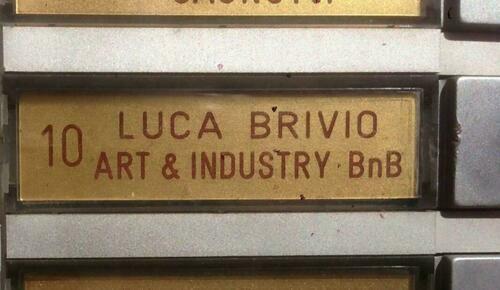 10 LUCA BRIVIO
ART & INDUSTRY BnB